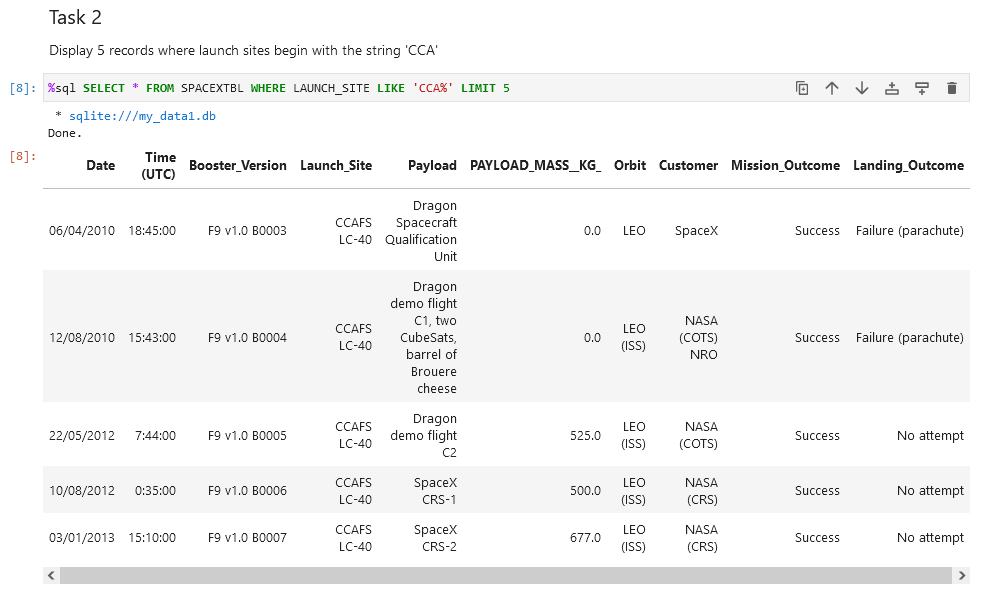 Task 2
Display 5 records where launch sites begin with the string 'CCA'
[8]: %sql SELECT * FROM SPACEXTBL WHERE LAUNCH_SITE LIKE 'CCA%' LIMIT 5
* sqlite:///my_data1.db
Done.
[8]:
Date Time (UTC) Booster_Version Launch_Site Payload PAYLOAD_MASS__KG_ Orbit Customer Mission_Outcome Landing_Outcome
06/04/2010 18:45:00 F9 v1.0 B0003 CCAFS LC-40 Dragon Spacecraft Qualification Unit 0.0 LEO SpaceX Success Failure (parachute)
12/08/2010 15:43:00 F9 v1.0 B0004 CCAFS LC-40 Dragon demo flight C1, two CubeSats, barrel of Brouere cheese 0.0 LEO (ISS) NASA (COTS) NRO Success Failure (parachute)
22/05/2012 7:44:00 F9 v1.0 B0005 CCAFS LC-40 Dragon demo flight C2 525.0 LEO (ISS) NASA (COTS) Success No attempt
10/08/2012 0:35:00 F9 v1.0 B0006 CCAFS LC-40 SpaceX CRS-1 500.0 LEO (ISS) NASA (CRS) Success No attempt
03/01/2013 15:10:00 F9 v1.0 B0007 CCAFS LC-40 SpaceX CRS-2 677.0 LEO (ISS) NASA (CRS) Success No attempt